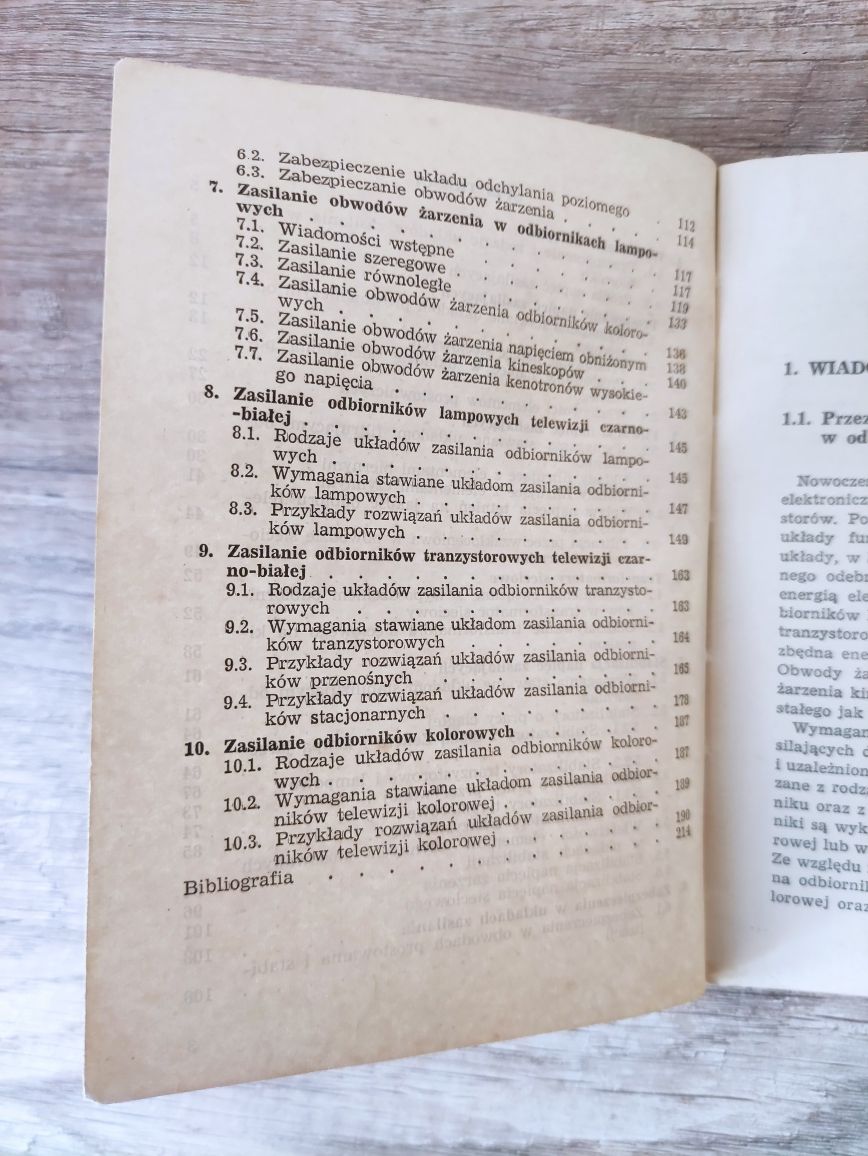 6.2. Zabezpieczenie układu odchylania poziomego . 112
6.3. Zabezpieczanie obwodów żarzenia . . . . . 114
7. Zasilanie obwodów żarzenia w odbiornikach lampo-
wych . . . . . . . . . . . 117
7.1. Wiadomości wstępne . . . . . . . 117
7.2. Zasilanie szeregowe . . . . . . . 119
7.3. Zasilanie równoległe . . . . . . . 133
7.4. Zasilanie obwodów żarzenia odbiorników koloro-
wych . . . . . . . . . . 136
7.5. Zasilanie obwodów żarzenia napięciem obniżonym 138
7.6. Zasilanie obwodów żarzenia kineskopów . . . 140
7.7. Zasilanie obwodów żarzenia kenotronów wysokie-
go napięcia . . . . . . . . . 143
8. Zasilanie odbiorników lampowych telewizji czarno-
-białej . . . . . . . . . . . 145
8.1. Rodzaje układów zasilania odbiorników lampo-
wych . . . . . . . . . . 145
8.2. Wymagania stawiane układom zasilania odbiorni-
ków lampowych . . . . . . . . 147
8.3. Przykłady rozwiązań układów zasilania odbiorni-
ków lampowych . . . . . . . . 149
9. Zasilanie odbiorników tranzystorowych telewizji czar-
no-białej . . . . . . . . . . . 163
9.1. Rodzaje układów zasilania odbiorników tranzysto-
rowych . . . . . . . . . 163
9.2. Wymagania stawiane układom zasilania odbiorni-
ków tranzystorowych . . . . . . 164
9.3. Przykłady rozwiązań układów zasilania odbiorni-
ków przenośnych . . . . . . . 165
9.4. Przykłady rozwiązań układów zasilania odbiorni-
ków stacjonarnych . . . . . . . 178
10. Zasilanie odbiorników kolorowych . . . . . 187
10.1. Rodzaje układów zasilania odbiorników koloro-
wych . . . . . . . . . . 187
10.2. Wymagania stawiane układom zasilania odbior-
ników telewizji kolorowej . . . . . . 189
10.3. Przykłady rozwiązań układów zasilania odbior-
ników telewizji kolorowej . . . . . . 190
Bibliografia . . . . . . . . . . . 214
1. WIADO
1.1. Przez
w od
Nowoczes
elektronicz
storów. Po
układy fun
układy, w
nego odebr
energią ele
biorników
tranzystoro
zbędna ene
Obwody ża
żarzenia kin
stałego jak
Wymagan
silających o
i uzależnion
zane z rodza
niku oraz z
niki są wyk
rowej lub w
Ze względu
na odbiornil
lorowej oraz